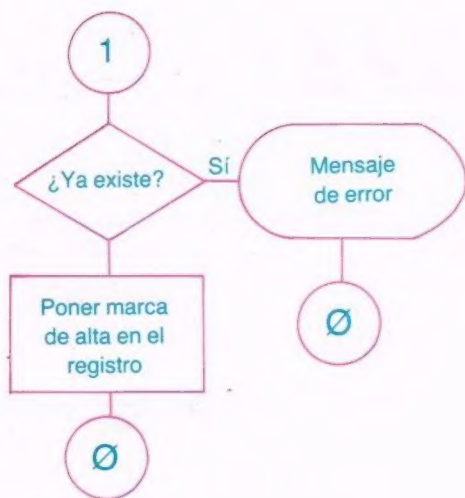 1
¿Ya existe?
Sí
Mensaje
de error
Poner marca
de alta en el
registro
Ø
Ø